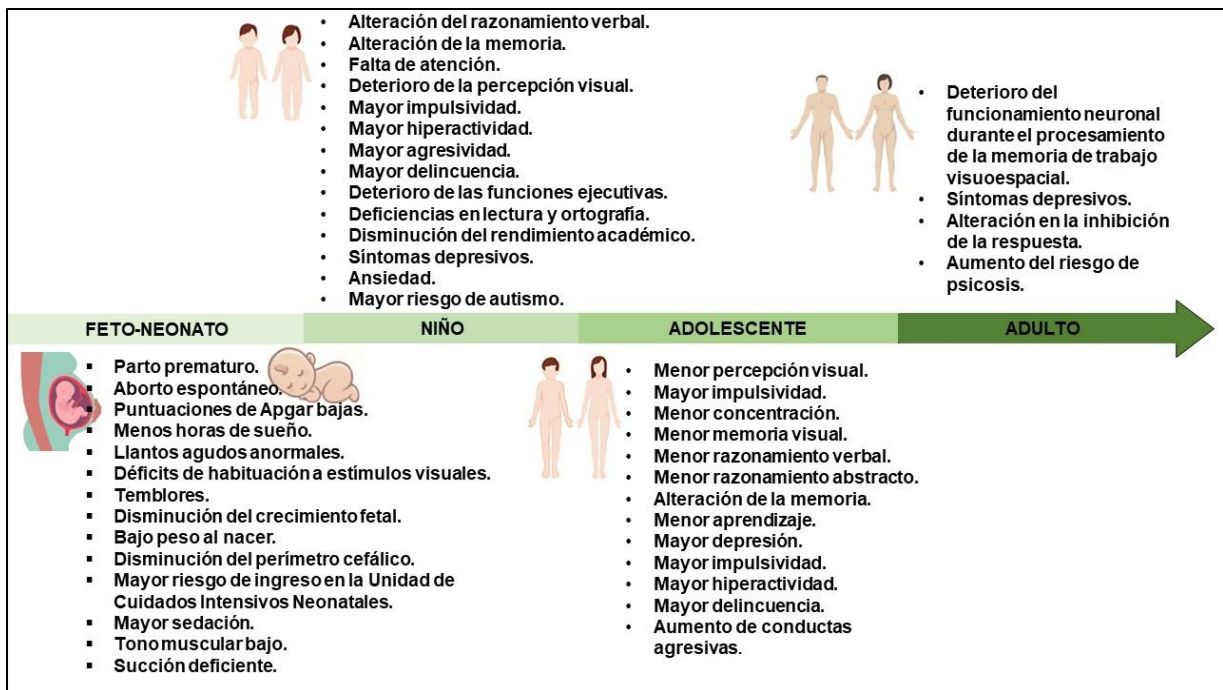 • Alteración del razonamiento verbal.
• Alteración de la memoria.
• Falta de atención.
• Deterioro de la percepción visual.
• Mayor impulsividad.
• Mayor hiperactividad.
• Mayor agresividad.
• Mayor delincuencia.
• Deterioro de las funciones ejecutivas.
• Deficiencias en lectura y ortografía.
• Disminución del rendimiento académico.
• Síntomas depresivos.
• Ansiedad.
• Mayor riesgo de autismo.
• Deterioro del
funcionamiento neuronal
durante el procesamiento
de la memoria de trabajo
visuoespacial.
• Síntomas depresivos.
• Alteración en la inhibición
de la respuesta.
• Aumento del riesgo de
psicosis.
FETO-NEONATO NIÑO ADOLESCENTE ADULTO
▪ Parto prematuro.
▪ Aborto espontáneo.
▪ Puntuaciones de Apgar bajas.
▪ Menos horas de sueño.
▪ Llantos agudos anormales.
▪ Déficits de habituación a estímulos visuales.
▪ Temblores.
▪ Disminución del crecimiento fetal.
▪ Bajo peso al nacer.
▪ Disminución del perímetro cefálico.
▪ Mayor riesgo de ingreso en la Unidad de
Cuidados Intensivos Neonatales.
▪ Mayor sedación.
▪ Tono muscular bajo.
▪ Succión deficiente.
• Menor percepción visual.
• Mayor impulsividad.
• Menor concentración.
• Menor memoria visual.
• Menor razonamiento verbal.
• Menor razonamiento abstracto.
• Alteración de la memoria.
• Menor aprendizaje.
• Mayor depresión.
• Mayor impulsividad.
• Mayor hiperactividad.
• Mayor delincuencia.
• Aumento de conductas
agresivas.